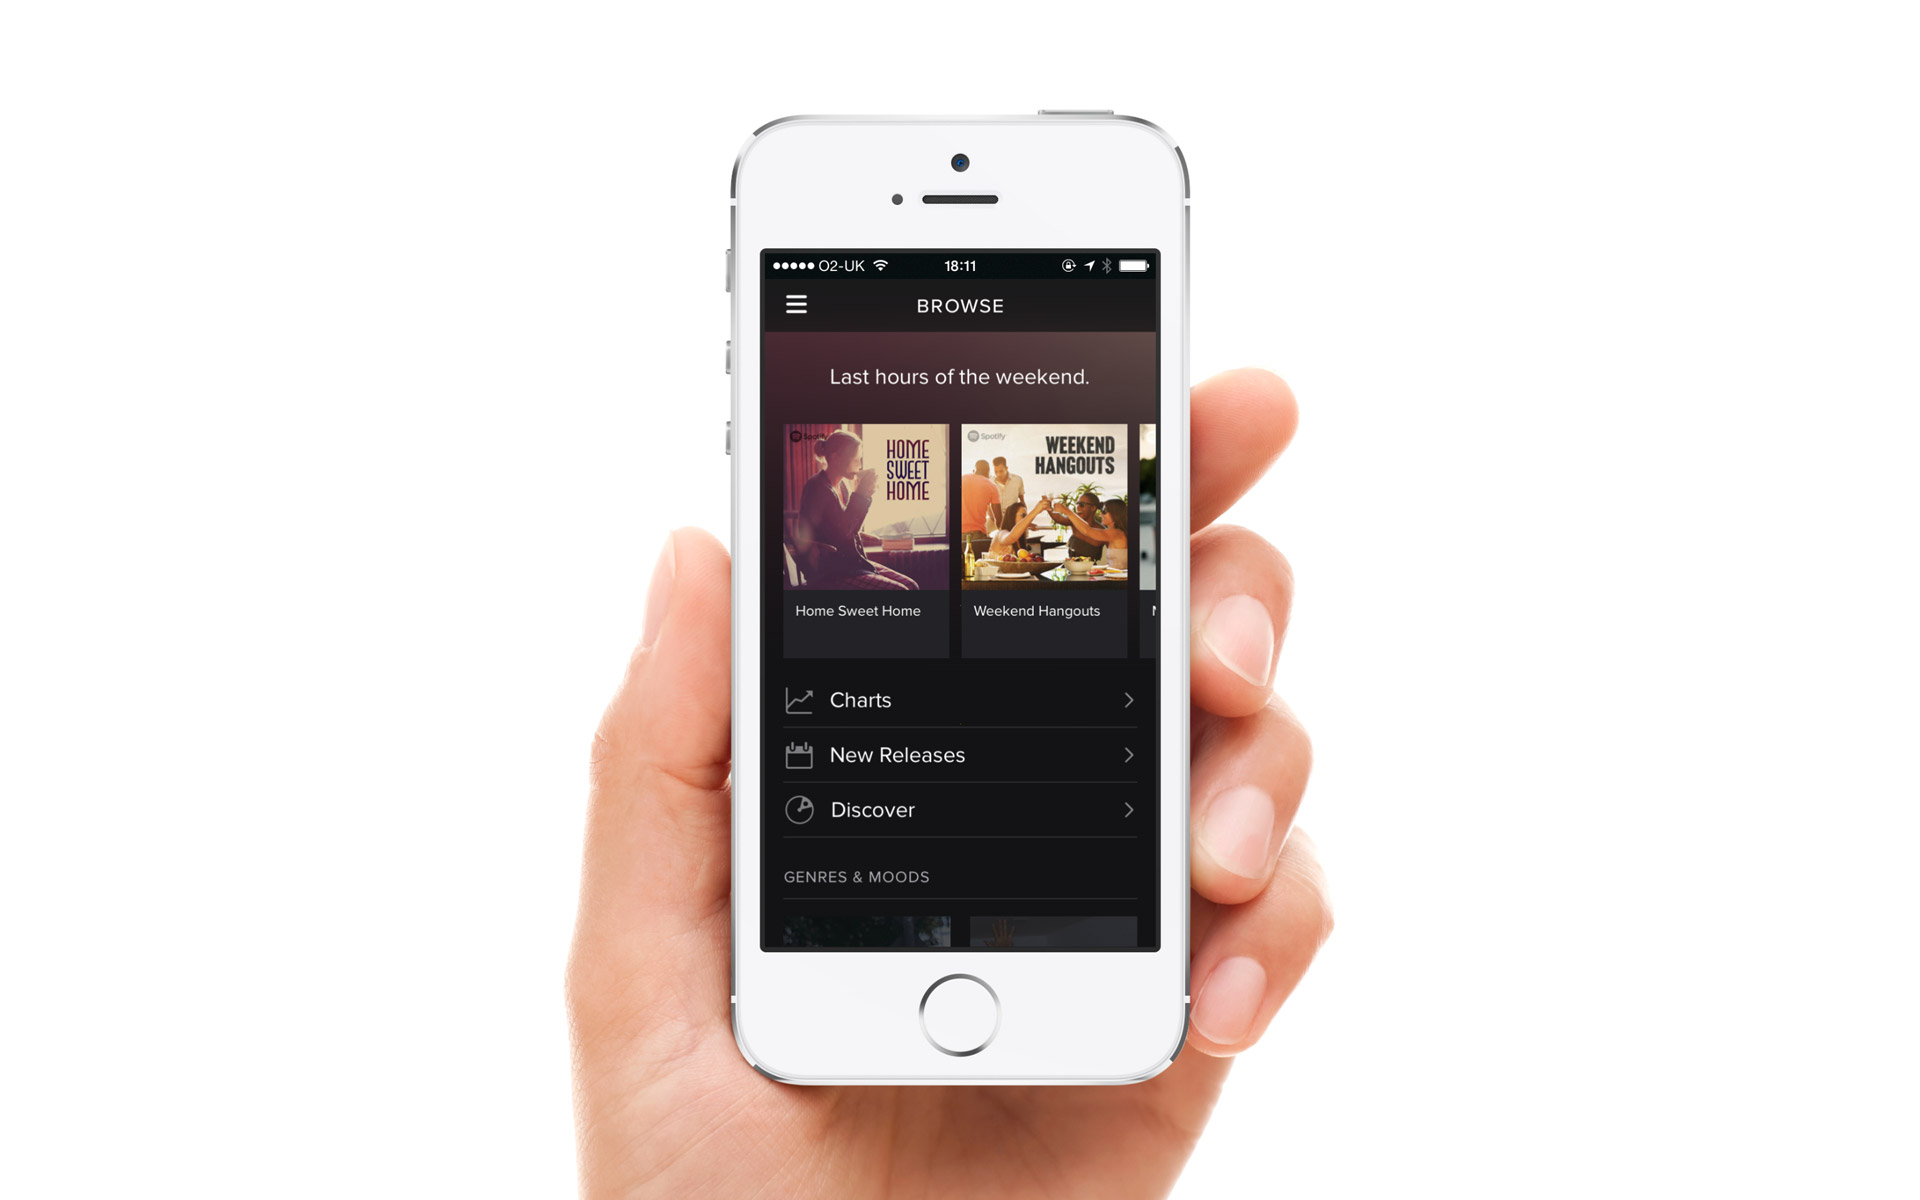 O2-UK
18:11
BROWSE
Last hours of the weekend.
Spotify
HOME
SWEET
HOME
Spotify
WEEKEND
HANGOUTS
Home Sweet Home
Weekend Hangouts
Charts
New Releases
Discover
GENRES & MOODS